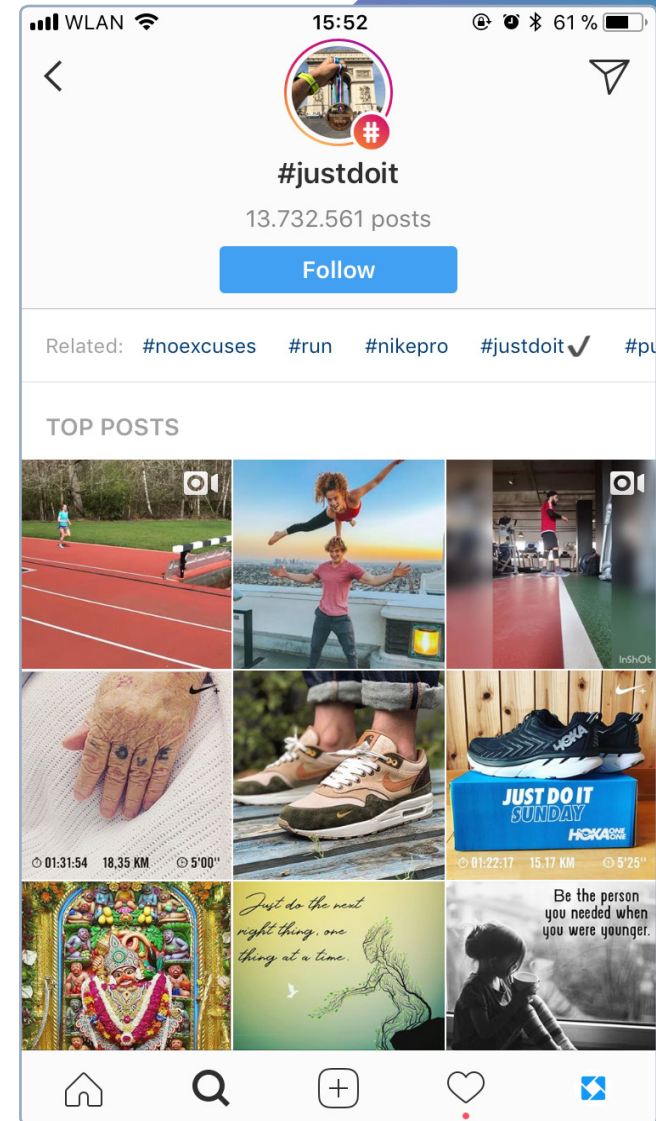 WLAN 15:52 61 %
#justdoit
13.732.561 posts
Follow
Related: #noexcuses #run #nikepro #justdoit✔ #pu
TOP POSTS
InShOt
LOVE
01:31:54 18,35 KM 5'00''
HOKA
JUST DO IT
SUNDAY
HOKA ONE ONE
01:22:17 15.17 KM 5'25''
Just do the next
right thing, one
thing at a time.
Be the person
you needed when
you were younger.